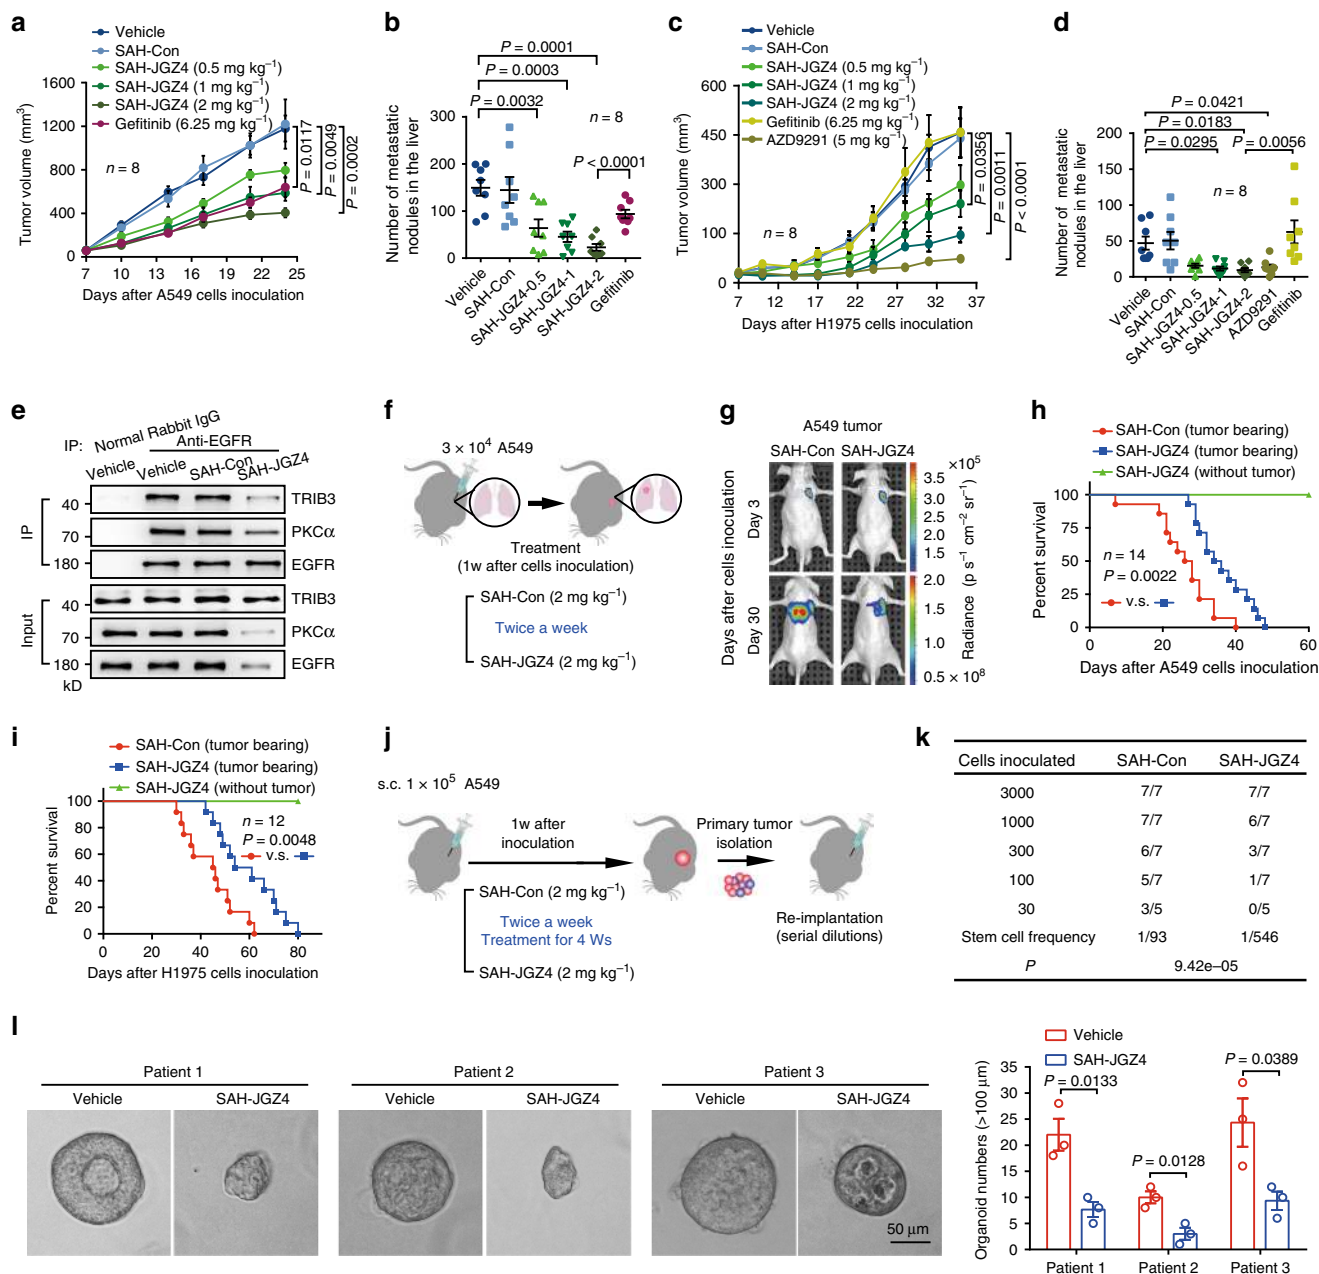 a
Vehicle
SAH-Con
SAH-JGZ4 (0.5 mg kg⁻¹)
SAH-JGZ4 (1 mg kg⁻¹)
SAH-JGZ4 (2 mg kg⁻¹)
Gefitinib (6.25 mg kg⁻¹)
Tumor volume (mm³)
1600
1200
800
400
0
n = 8
P = 0.0117
P = 0.0049
P = 0.0002
7 10 13 16 19 22 25
Days after A549 cells inoculation
b
P = 0.0001
P = 0.0003
P = 0.0032
n = 8
P < 0.0001
Number of metastatic
nodules in the liver
300
200
100
0
Vehicle
SAH-Con
SAH-JGZ4-0.5
SAH-JGZ4-1
SAH-JGZ4-2
Gefitinib
c
Vehicle
SAH-Con
SAH-JGZ4 (0.5 mg kg⁻¹)
SAH-JGZ4 (1 mg kg⁻¹)
SAH-JGZ4 (2 mg kg⁻¹)
Gefitinib (6.25 mg kg⁻¹)
AZD9291 (5 mg kg⁻¹)
Tumor volume (mm³)
600
450
300
100
0
n = 8
P = 0.0356
P = 0.0011
P < 0.0001
7 12 17 22 27 32 37
Days after H1975 cells inoculation
d
P = 0.0421
P = 0.0183
P = 0.0295
P = 0.0056
n = 8
Number of metastatic
nodules in the liver
200
150
100
50
0
Vehicle
SAH-Con
SAH-JGZ4-0.5
SAH-JGZ4-1
SAH-JGZ4-2
AZD9291
Gefitinib
e
IP:
Normal Rabbit IgG
Anti-EGFR
Vehicle
Vehicle
SAH-Con
SAH-JGZ4
IP
40 TRIB3
70 PKCα
180 EGFR
Input
40 TRIB3
70 PKCα
180 EGFR
kD
f
3 × 10⁴ A549
Treatment
(1w after cells inoculation)
SAH-Con (2 mg kg⁻¹)
Twice a week
SAH-JGZ4 (2 mg kg⁻¹)
g
A549 tumor
SAH-Con SAH-JGZ4
Days after cells inoculation
Day 3
Day 30
×10⁵
3.5
3.0
2.5
2.0
1.5
2.0
1.5
1.0
0.5 × 10⁸
Radiance (p s⁻¹ cm⁻² sr⁻¹)
h
SAH-Con (tumor bearing)
SAH-JGZ4 (tumor bearing)
SAH-JGZ4 (without tumor)
Percent survival
100
75
50
25
0
n = 14
P = 0.0022
v.s.
0 20 40 60
Days after A549 cells inoculation
i
SAH-Con (tumor bearing)
SAH-JGZ4 (tumor bearing)
SAH-JGZ4 (without tumor)
Percent survival
100
80
60
40
20
0
n = 12
P = 0.0048
v.s.
0 20 40 60 80
Days after H1975 cells inoculation
j
s.c. 1 × 10⁵ A549
1w after
inoculation
Primary tumor
isolation
SAH-Con (2 mg kg⁻¹)
Twice a week
Treatment for 4 Ws
SAH-JGZ4 (2 mg kg⁻¹)
Re-implantation
(serial dilutions)
k
Cells inoculated SAH-Con SAH-JGZ4
3000 7/7 7/7
1000 7/7 6/7
300 6/7 3/7
100 5/7 1/7
30 3/5 0/5
Stem cell frequency 1/93 1/546
P 9.42e–05
l
Patient 1
Vehicle SAH-JGZ4
Patient 2
Vehicle SAH-JGZ4
Patient 3
Vehicle SAH-JGZ4
50 μm
Vehicle
SAH-JGZ4
Organoid numbers (>100 μm)
35
30
25
20
15
10
5
0
P = 0.0133
P = 0.0128
P = 0.0389
Patient 1 Patient 2 Patient 3